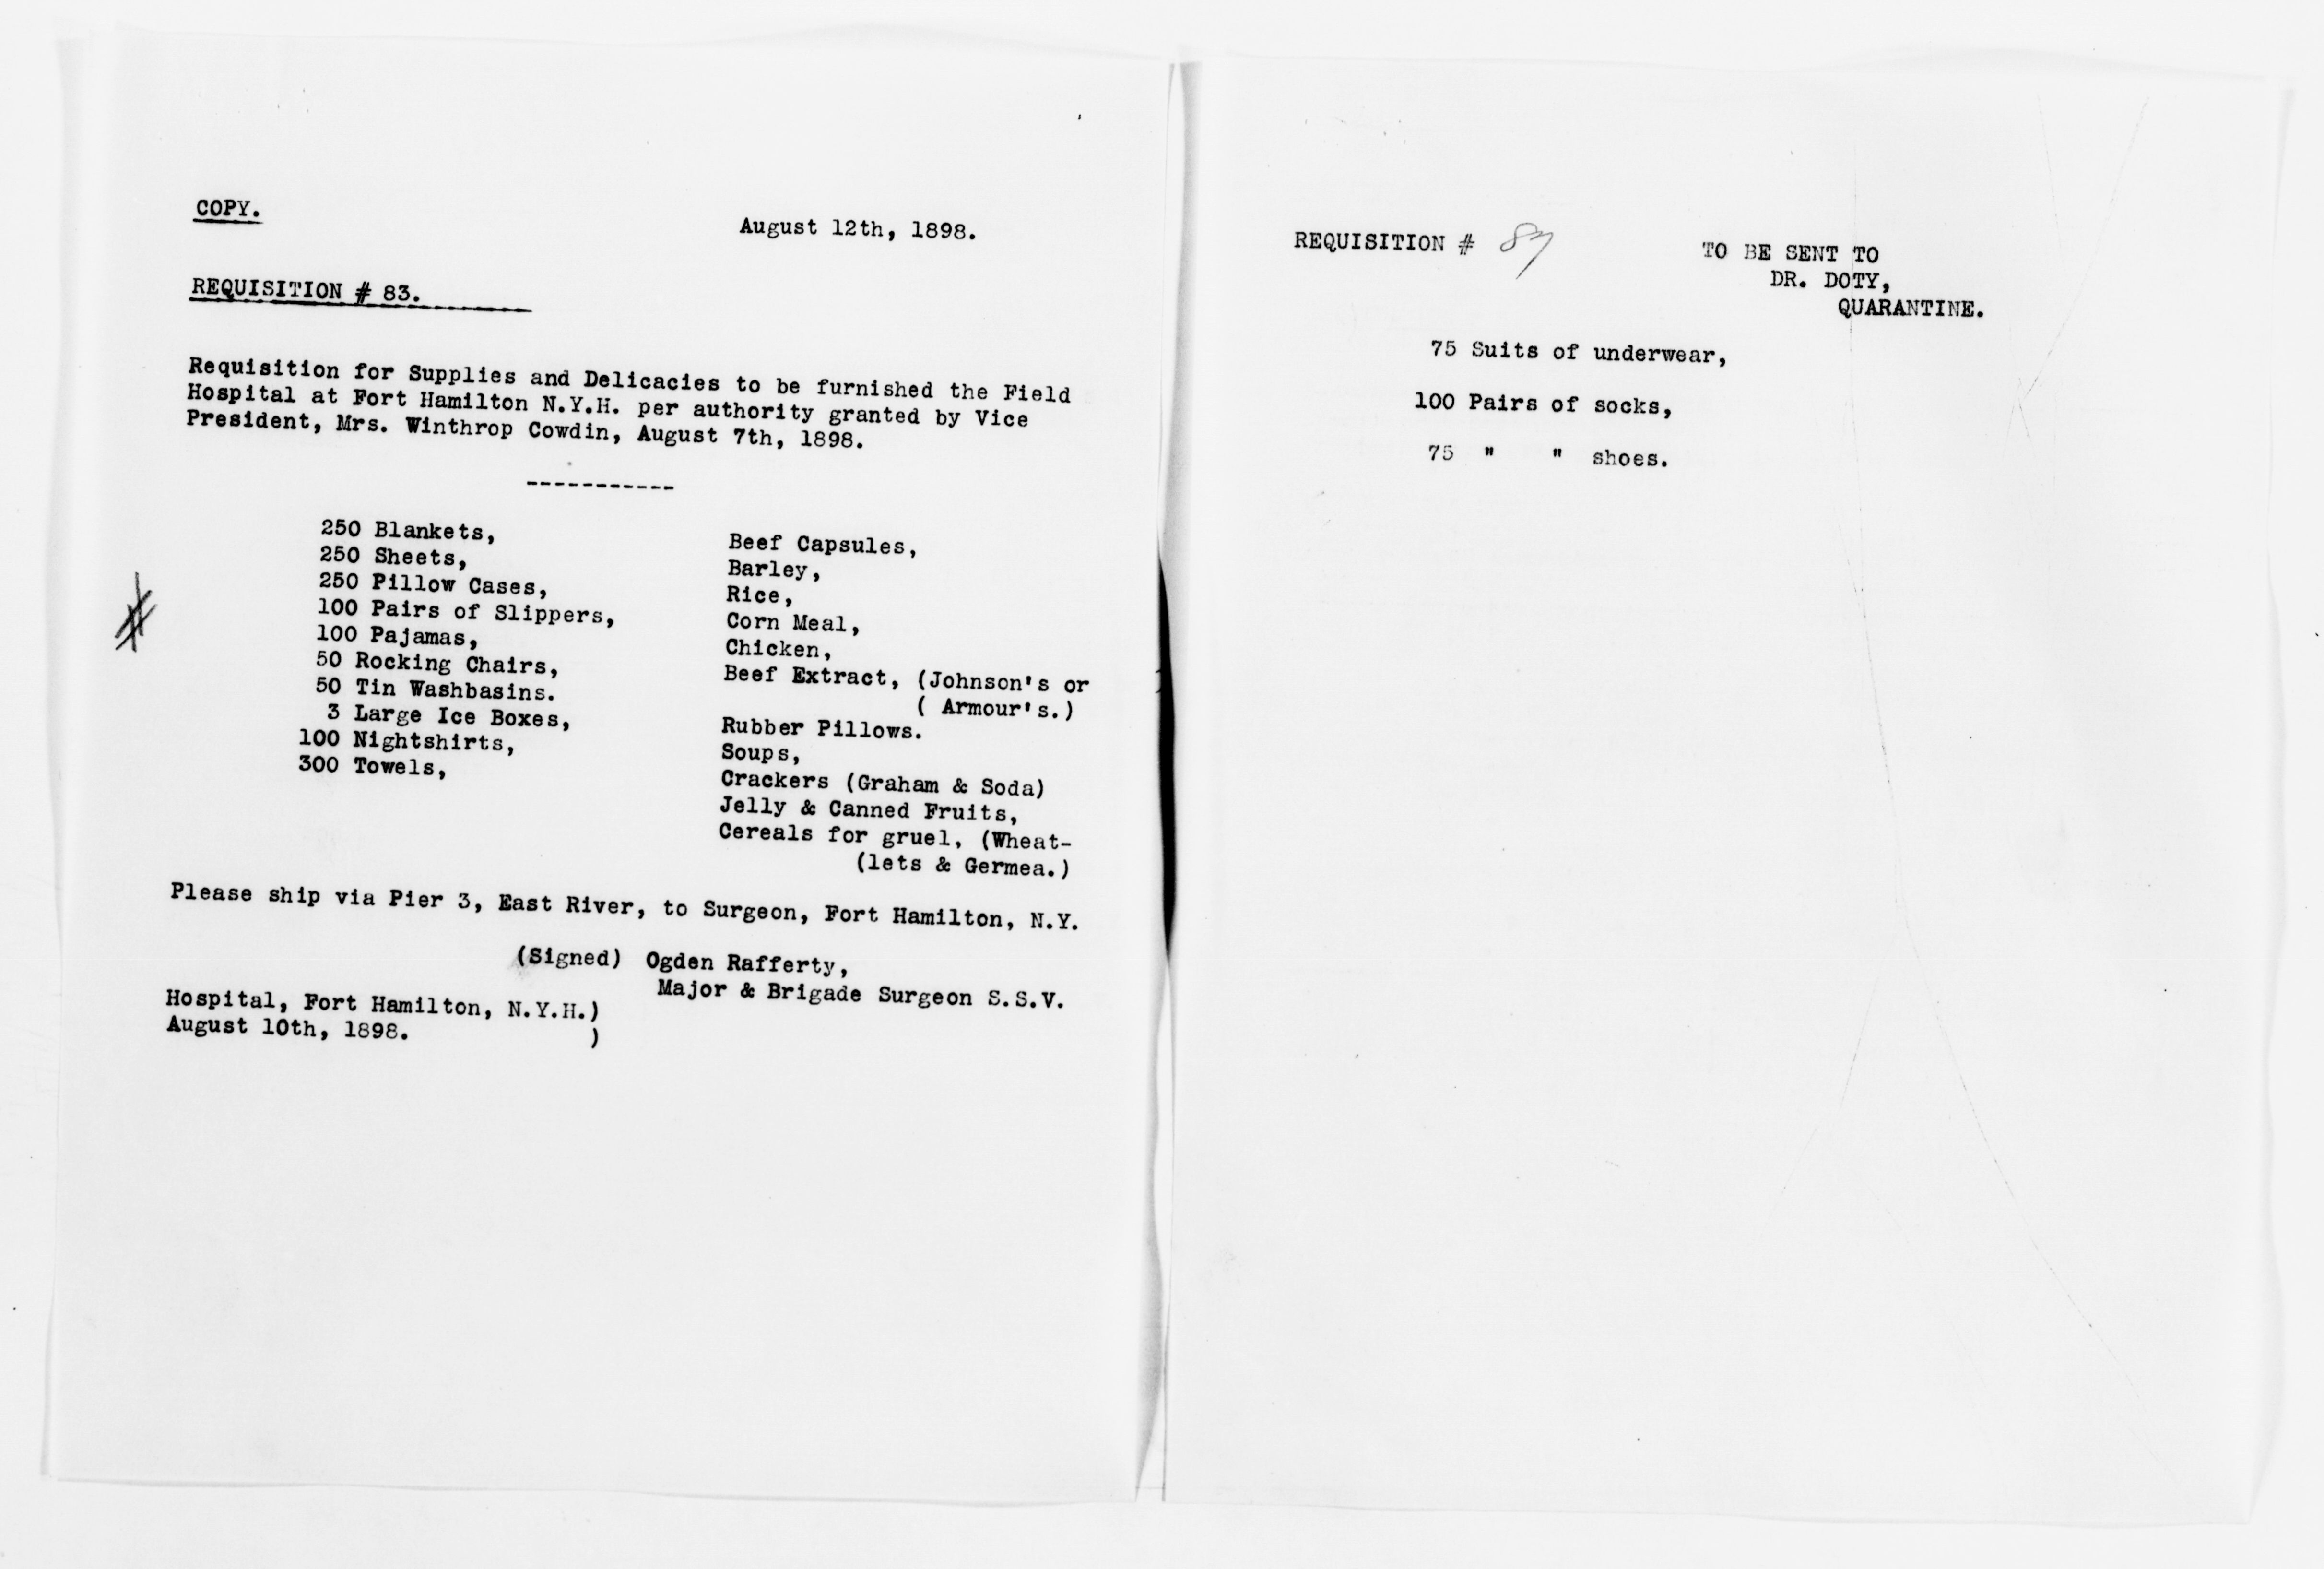 COPY.
August 12th, 1898.
REQUISITION # 83.
Requisition for Supplies and Delicacies to be furnished the Field
Hospital at Fort Hamilton N.Y.H. per authority granted by Vice
President, Mrs. Winthrop Cowdin, August 7th, 1898.
-----------
250 Blankets,
250 Sheets,
250 Pillow Cases,
100 Pairs of Slippers,
100 Pajamas,
50 Rocking Chairs,
50 Tin Washbasins.
3 Large Ice Boxes,
100 Nightshirts,
300 Towels,
#
Beef Capsules,
Barley,
Rice,
Corn Meal,
Chicken,
Beef Extract, (Johnson's or
( Armour's.)
Rubber Pillows.
Soups,
Crackers (Graham & Soda)
Jelly & Canned Fruits,
Cereals for gruel, (Wheat-
(lets & Germea.)
Please ship via Pier 3, East River, to Surgeon, Fort Hamilton, N.Y.
(Signed) Ogden Rafferty,
Major & Brigade Surgeon S.S.V.
Hospital, Fort Hamilton, N.Y.H.)
August 10th, 1898. )
REQUISITION #
TO BE SENT TO
DR. DOTY,
QUARANTINE.
75 Suits of underwear,
100 Pairs of socks,
75 " " shoes.